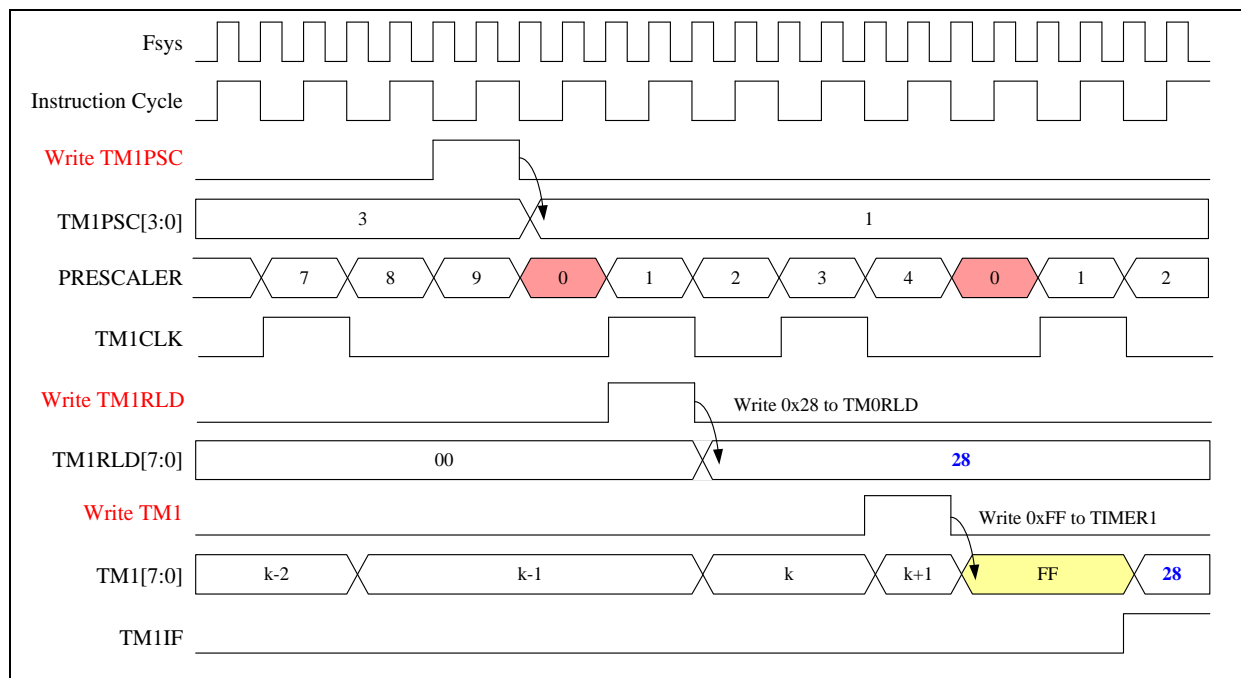 Fsys
Instruction Cycle
Write TM1PSC
TM1PSC[3:0] 3 1
PRESCALER 7 8 9 0 1 2 3 4 0 1 2
TM1CLK
Write TM1RLD Write 0x28 to TM0RLD
TM1RLD[7:0] 00 28
Write TM1 Write 0xFF to TIMER1
TM1[7:0] k-2 k-1 k k+1 FF 28
TM1IF